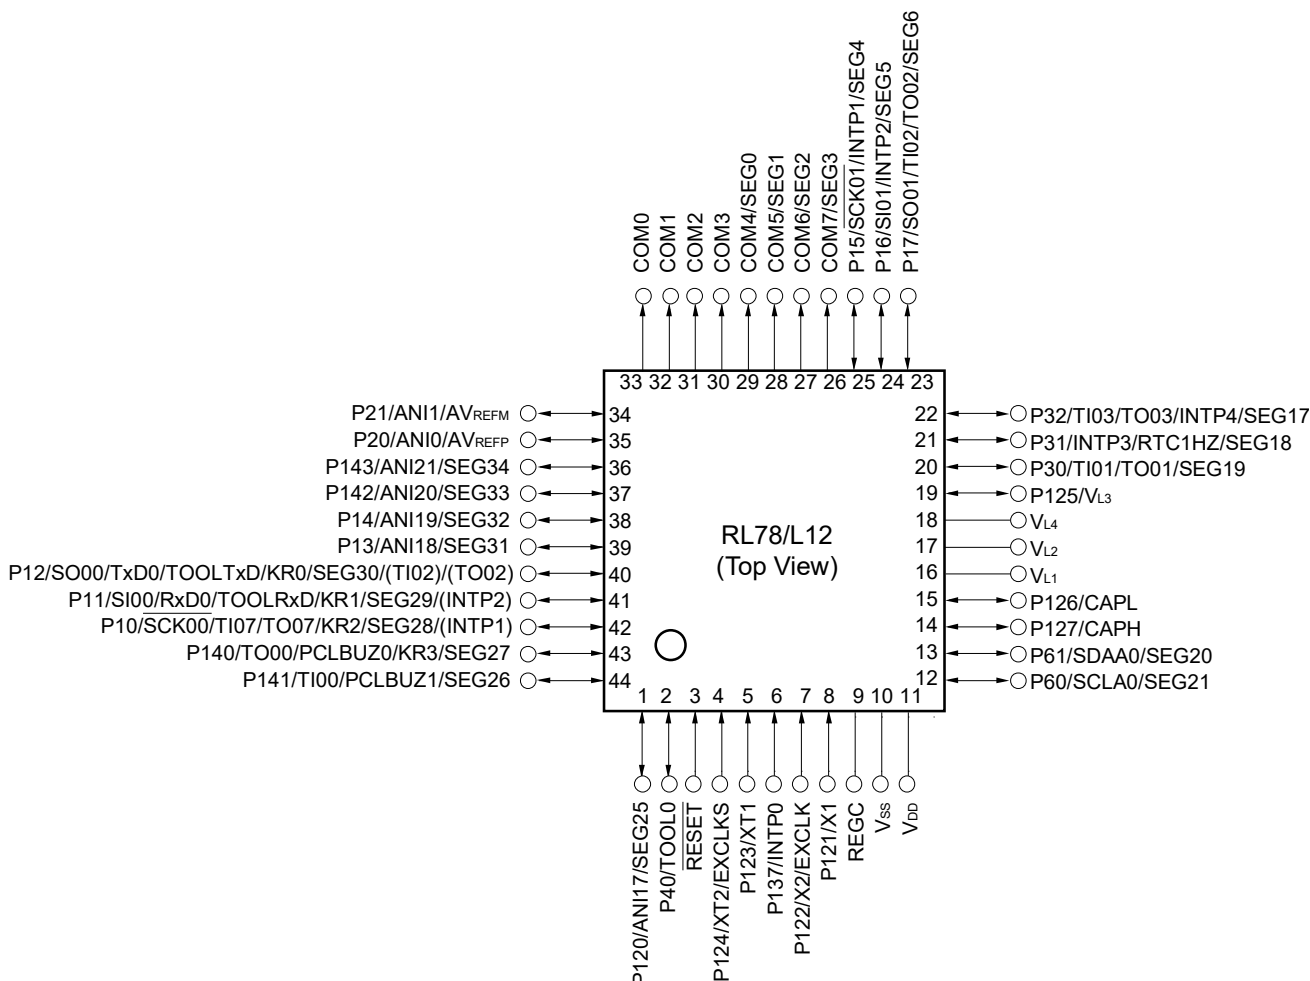 COM0
COM1
COM2
COM3
COM4/SEG0
COM5/SEG1
COM6/SEG2
COM7/SEG3
P15/SCK01/INTP1/SEG4
P16/SI01/INTP2/SEG5
P17/SO01/TI02/TO02/SEG6
33 32 31 30 29 28 27 26 25 24 23
P21/ANI1/AVREFM 34
P20/ANI0/AVREFP 35
P143/ANI21/SEG34 36
P142/ANI20/SEG33 37
P14/ANI19/SEG32 38
P13/ANI18/SEG31 39
P12/SO00/TxD0/TOOLTxD/KR0/SEG30/(TI02)/(TO02) 40
P11/SI00/RxD0/TOOLRxD/KR1/SEG29/(INTP2) 41
P10/SCK00/TI07/TO07/KR2/SEG28/(INTP1) 42
P140/TO00/PCLBUZ0/KR3/SEG27 43
P141/TI00/PCLBUZ1/SEG26 44
RL78/L12
(Top View)
22 P32/TI03/TO03/INTP4/SEG17
21 P31/INTP3/RTC1HZ/SEG18
20 P30/TI01/TO01/SEG19
19 P125/VL3
18 VL4
17 VL2
16 VL1
15 P126/CAPL
14 P127/CAPH
13 P61/SDAA0/SEG20
12 P60/SCLA0/SEG21
1 2 3 4 5 6 7 8 9 10 11
P120/ANI17/SEG25
P40/TOOL0
RESET
P124/XT2/EXCLKS
P123/XT1
P137/INTP0
P122/X2/EXCLK
P121/X1
REGC
VSS
VDD